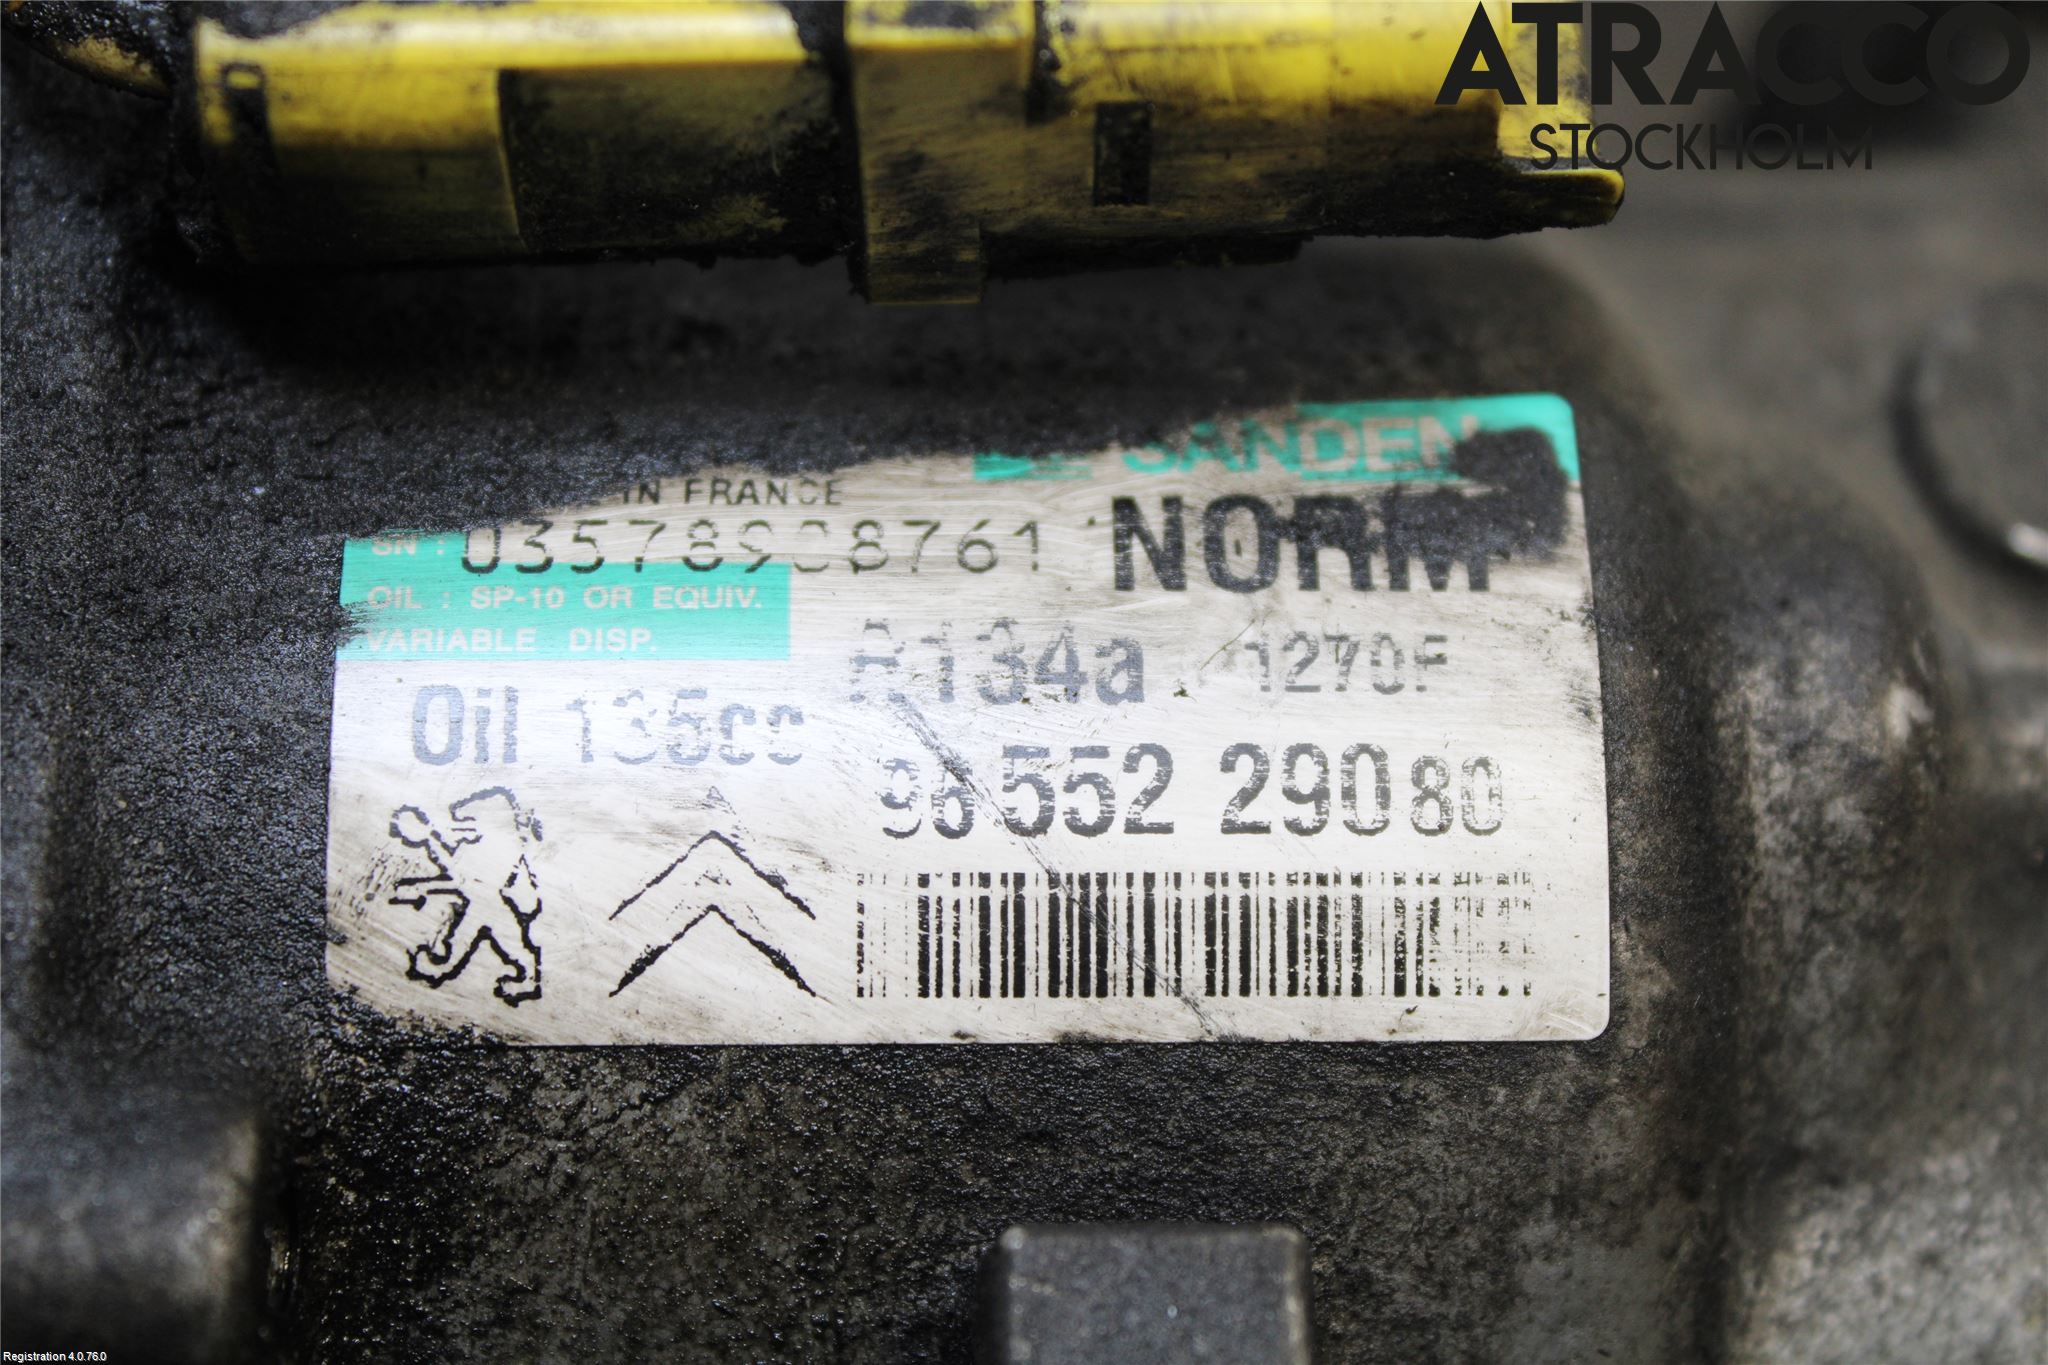 ATRACCO
STOCKHOLM
SANDEN
IN FRANCE
SN : 03578908761 NORM
OIL : SP-10 OR EQUIV.
VARIABLE DISP.
R134a 1270F
Oil 135cc
96 552 290 80
Registration 4.0.76.0